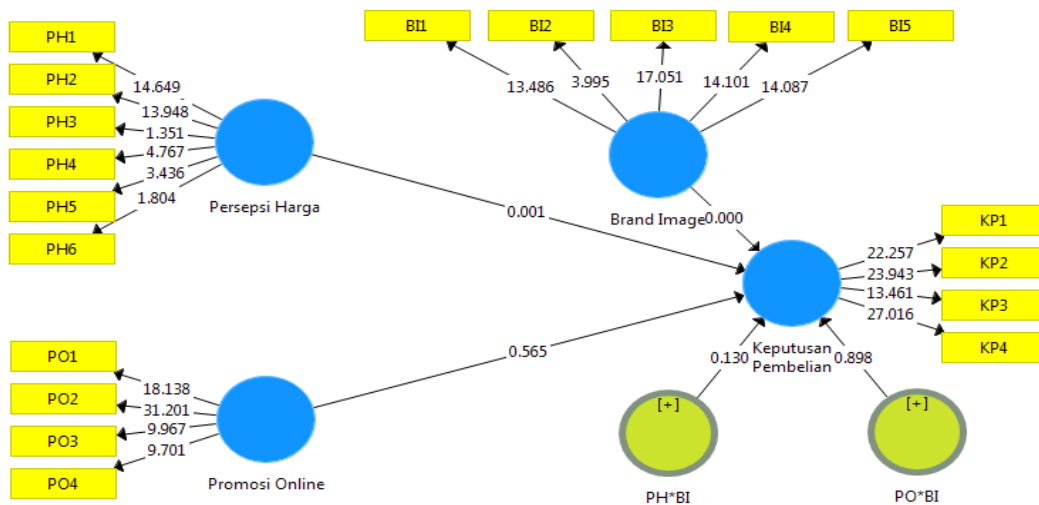 PH1
PH2
PH3
PH4
PH5
PH6
14.649
13.948
1.351
4.767
3.436
1.804
Persepsi Harga
BI1
BI2
BI3
BI4
BI5
13.486
3.995
17.051
14.101
14.087
Brand Image
0.001
0.000
KP1
KP2
KP3
KP4
22.257
23.943
13.461
27.016
Keputusan
Pembelian
PO1
PO2
PO3
PO4
18.138
31.201
9.967
9.701
Promosi Online
0.565
0.130
0.898
[+]
[+]
PH*BI
PO*BI